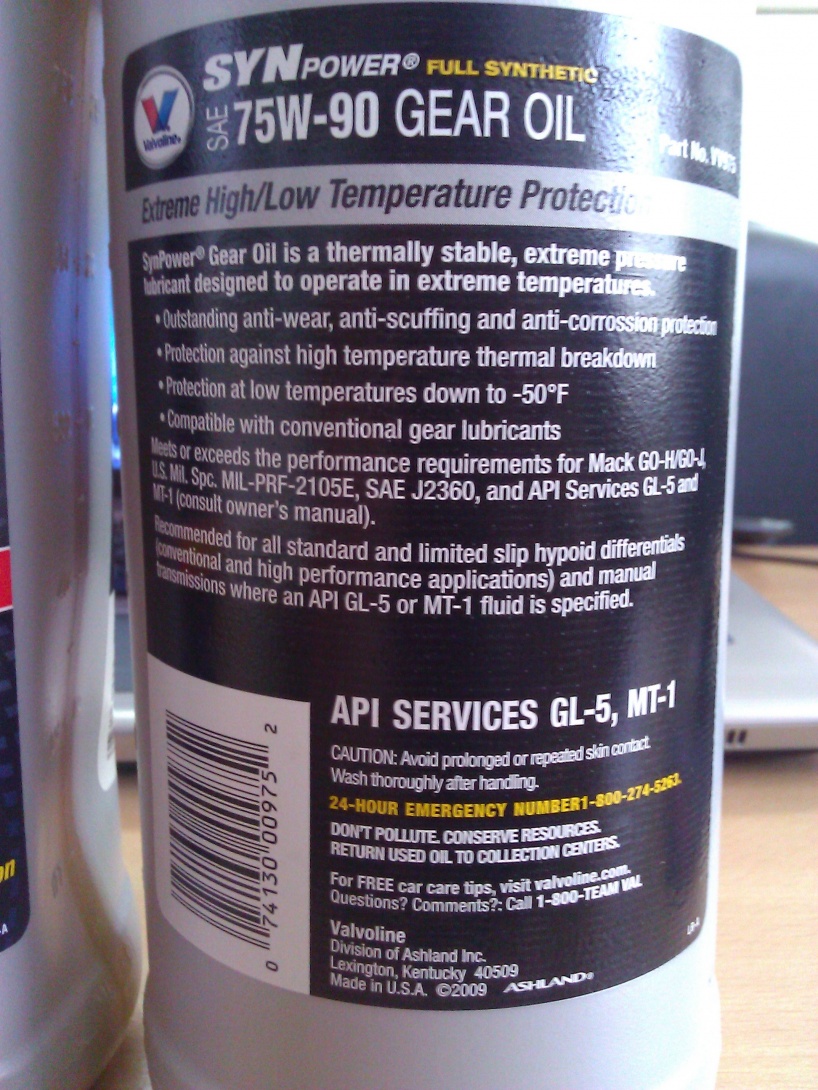 SYNPOWER® FULL SYNTHETIC
Valvoline®
SAE 75W-90 GEAR OIL
Part No. VV975
Extreme High/Low Temperature Protection
SynPower® Gear Oil is a thermally stable, extreme pressure
lubricant designed to operate in extreme temperatures.
• Outstanding anti-wear, anti-scuffing and anti-corrossion protection
• Protection against high temperature thermal breakdown
• Protection at low temperatures down to -50°F
• Compatible with conventional gear lubricants
Meets or exceeds the performance requirements for Mack GO-H/GO-J,
U.S. Mil. Spc. MIL-PRF-2105E, SAE J2360, and API Services GL-5 and
MT-1 (consult owner's manual).
Recommended for all standard and limited slip hypoid differentials
(conventional and high performance applications) and manual
transmissions where an API GL-5 or MT-1 fluid is specified.
API SERVICES GL-5, MT-1
CAUTION: Avoid prolonged or repeated skin contact.
Wash thoroughly after handling.
24-HOUR EMERGENCY NUMBER1-800-274-5263.
DON'T POLLUTE. CONSERVE RESOURCES.
RETURN USED OIL TO COLLECTION CENTERS.
For FREE car care tips, visit valvoline.com.
Questions? Comments?: Call 1-800-TEAM VAL
Valvoline
Division of Ashland Inc.
Lexington, Kentucky 40509
Made in U.S.A. ©2009 ASHLAND®
0 74130 00975 2
on
-A